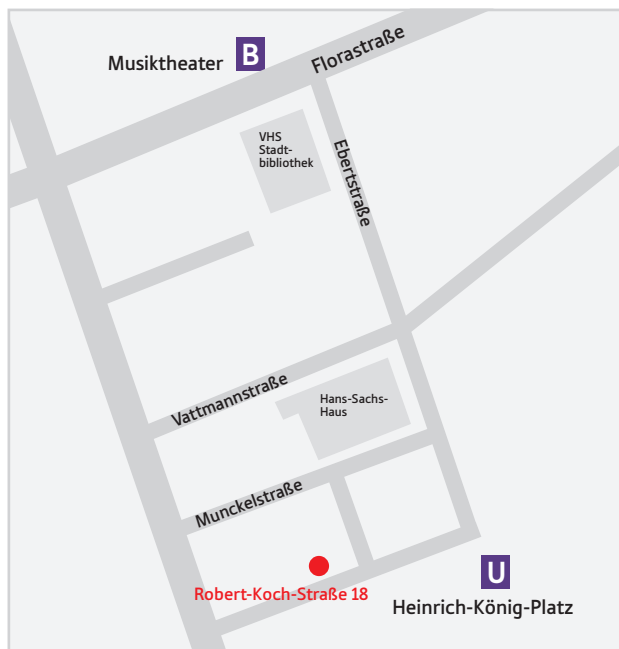 Musiktheater B
Florastraße
VHS
Stadt-
bibliothek
Ebertstraße
Vattmannstraße
Hans-Sachs-
Haus
Munckelstraße
Robert-Koch-Straße 18
U
Heinrich-König-Platz